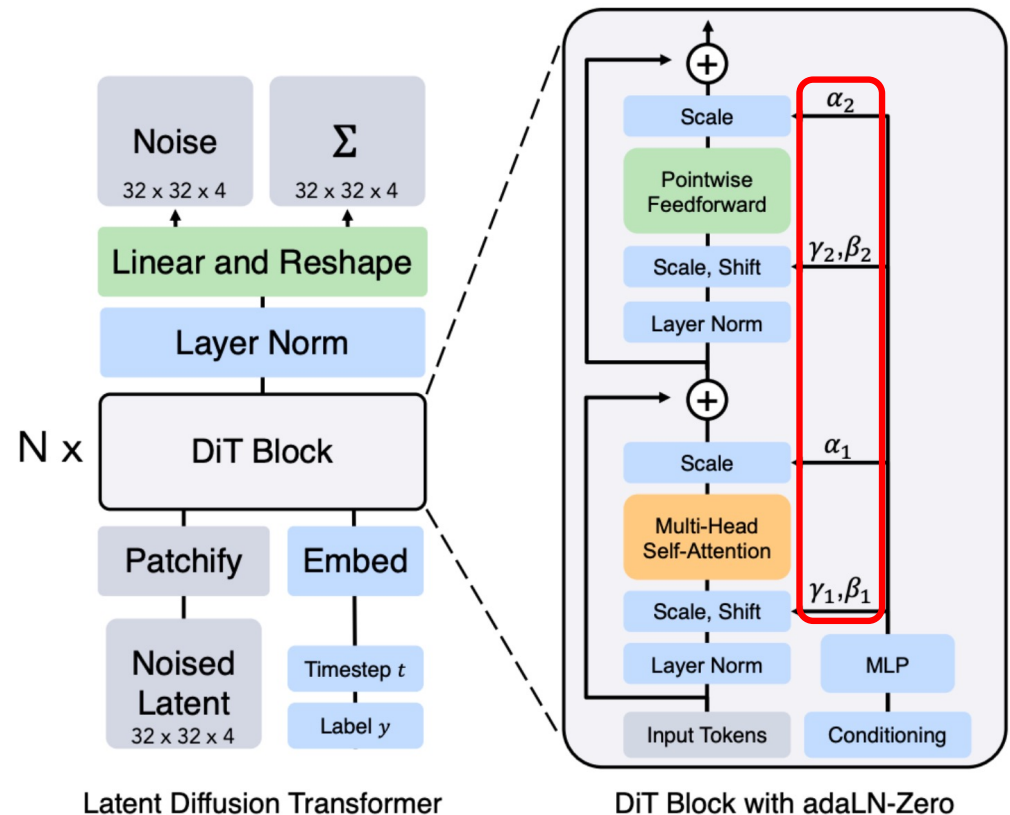 Noise
32 x 32 x 4
Σ
32 x 32 x 4
Linear and Reshape
Layer Norm
N x
DiT Block
Patchify
Embed
Noised
Latent
32 x 32 x 4
Timestep t
Label y
Latent Diffusion Transformer
+
Scale
α₂
Pointwise
Feedforward
Scale, Shift
γ₂,β₂
Layer Norm
+
Scale
α₁
Multi-Head
Self-Attention
Scale, Shift
γ₁,β₁
Layer Norm
MLP
Input Tokens
Conditioning
DiT Block with adaLN-Zero